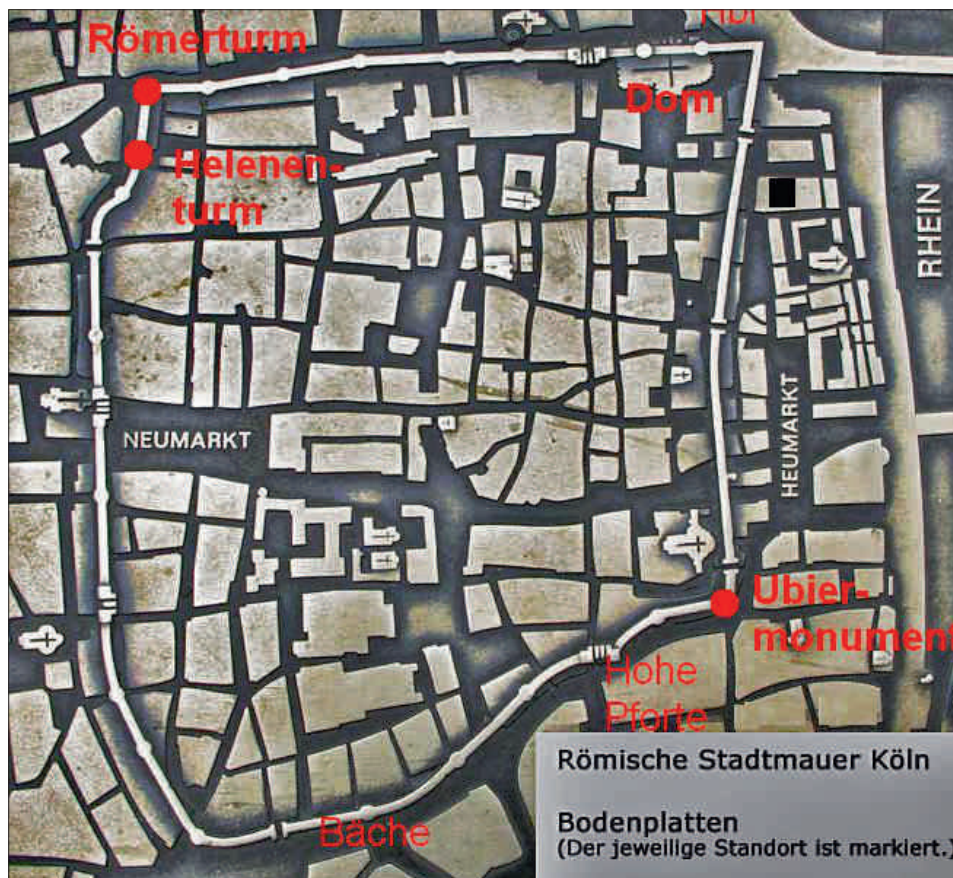 Hbf
Römerturm
Dom
Helenen-
turm
RHEIN
NEUMARKT
HEUMARKT
Ubier-
monument
Hohe
Pforte
Bäche
Römische Stadtmauer Köln
Bodenplatten
(Der jeweilige Standort ist markiert.)